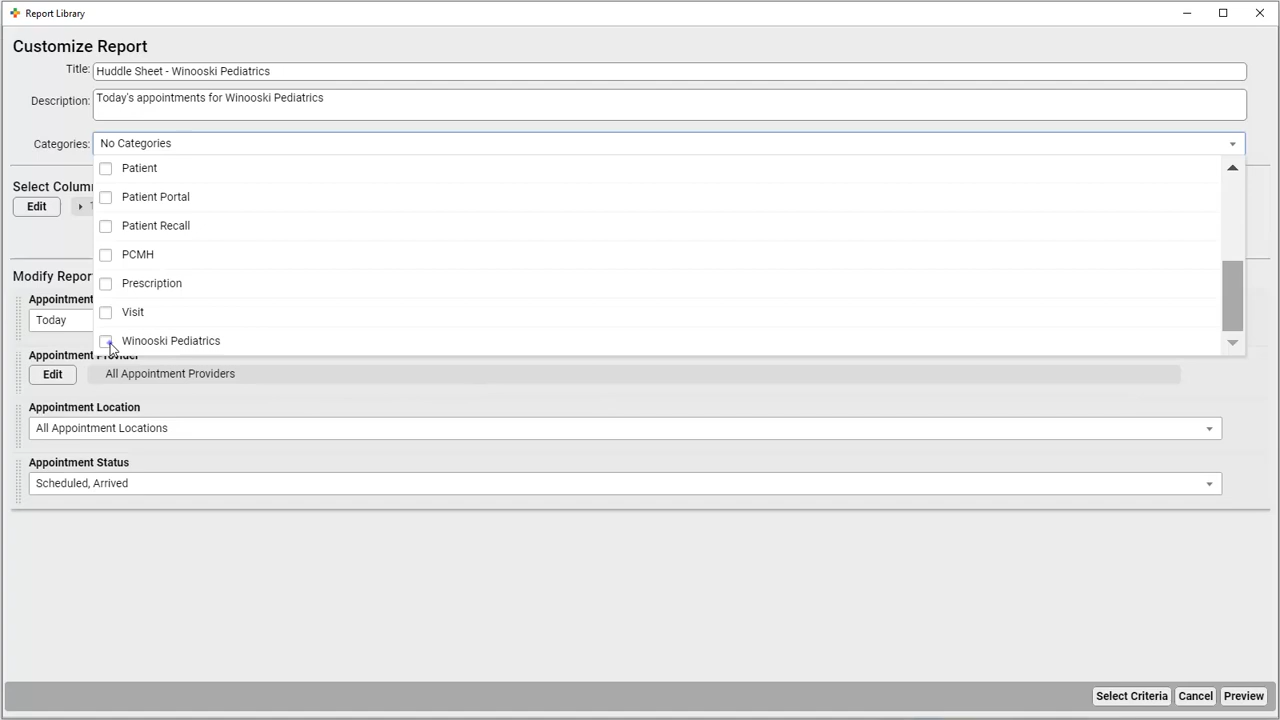 Report Library
Customize Report
Title: Huddle Sheet - Winooski Pediatrics
Description: Today's appointments for Winooski Pediatrics
Categories: No Categories
Patient
Patient Portal
Patient Recall
PCMH
Prescription
Visit
Winooski Pediatrics
Select Colum
Edit
Modify Repor
Appointment
Today
Appointment Provider
Edit All Appointment Providers
Appointment Location
All Appointment Locations
Appointment Status
Scheduled, Arrived
Select Criteria Cancel Preview